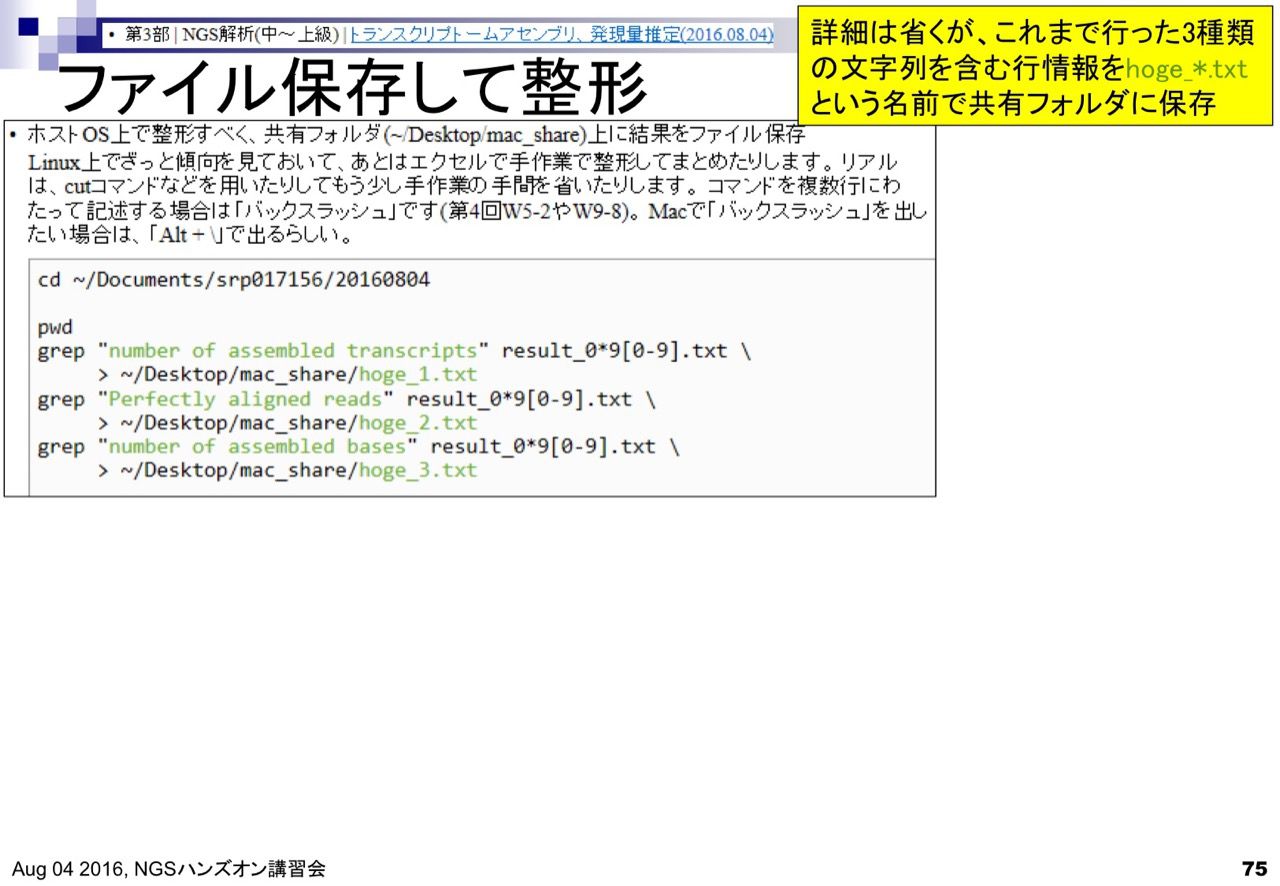 • 第3部 | NGS解析(中～上級) | トランスクリプトームアセンブリ、発現量推定(2016.08.04)
詳細は省くが、これまで行った3種類
の文字列を含む行情報をhoge_*.txt
という名前で共有フォルダに保存
ファイル保存して整形
• ホストOS上で整形すべく、共有フォルダ(~/Desktop/mac_share)上に結果をファイル保存
Linux上でざっと傾向を見ておいて、あとはエクセルで手作業で整形してまとめたりします。リアル
は、cutコマンドなどを用いたりしてもう少し手作業の手間を省いたりします。コマンドを複数行にわ
たって記述する場合は「バックスラッシュ」です(第4回W5-2やW9-8)。Macで「バックスラッシュ」を出し
たい場合は、「Alt + \」で出るらしい。
cd ~/Documents/srp017156/20160804
pwd
grep "number of assembled transcripts" result_0*9[0-9].txt \
> ~/Desktop/mac_share/hoge_1.txt
grep "Perfectly aligned reads" result_0*9[0-9].txt \
> ~/Desktop/mac_share/hoge_2.txt
grep "number of assembled bases" result_0*9[0-9].txt \
> ~/Desktop/mac_share/hoge_3.txt
Aug 04 2016, NGSハンズオン講習会
75